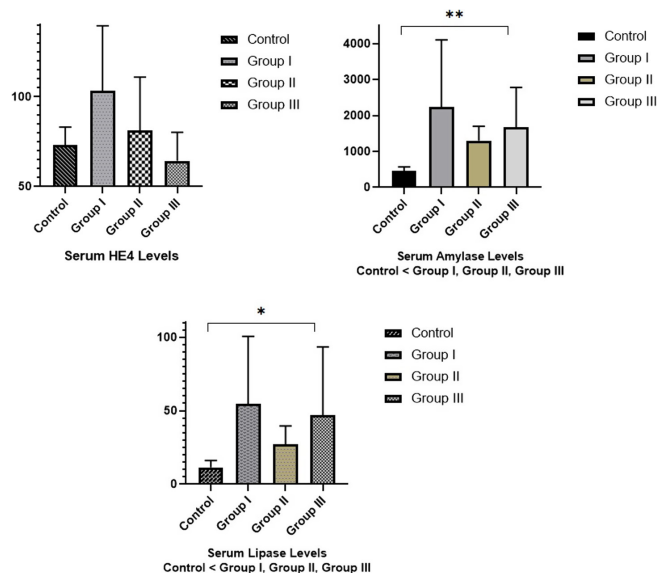 100
50
Control
Group I
Group II
Group III
Control
Group I
Group II
Group III
Serum HE4 Levels
**
4000
3000
2000
1000
0
Control
Group I
Group II
Group III
Control
Group I
Group II
Group III
Serum Amylase Levels
Control < Group I, Group II, Group III
*
100
50
0
Control
Group I
Group II
Group III
Control
Group I
Group II
Group III
Serum Lipase Levels
Control < Group I, Group II, Group III